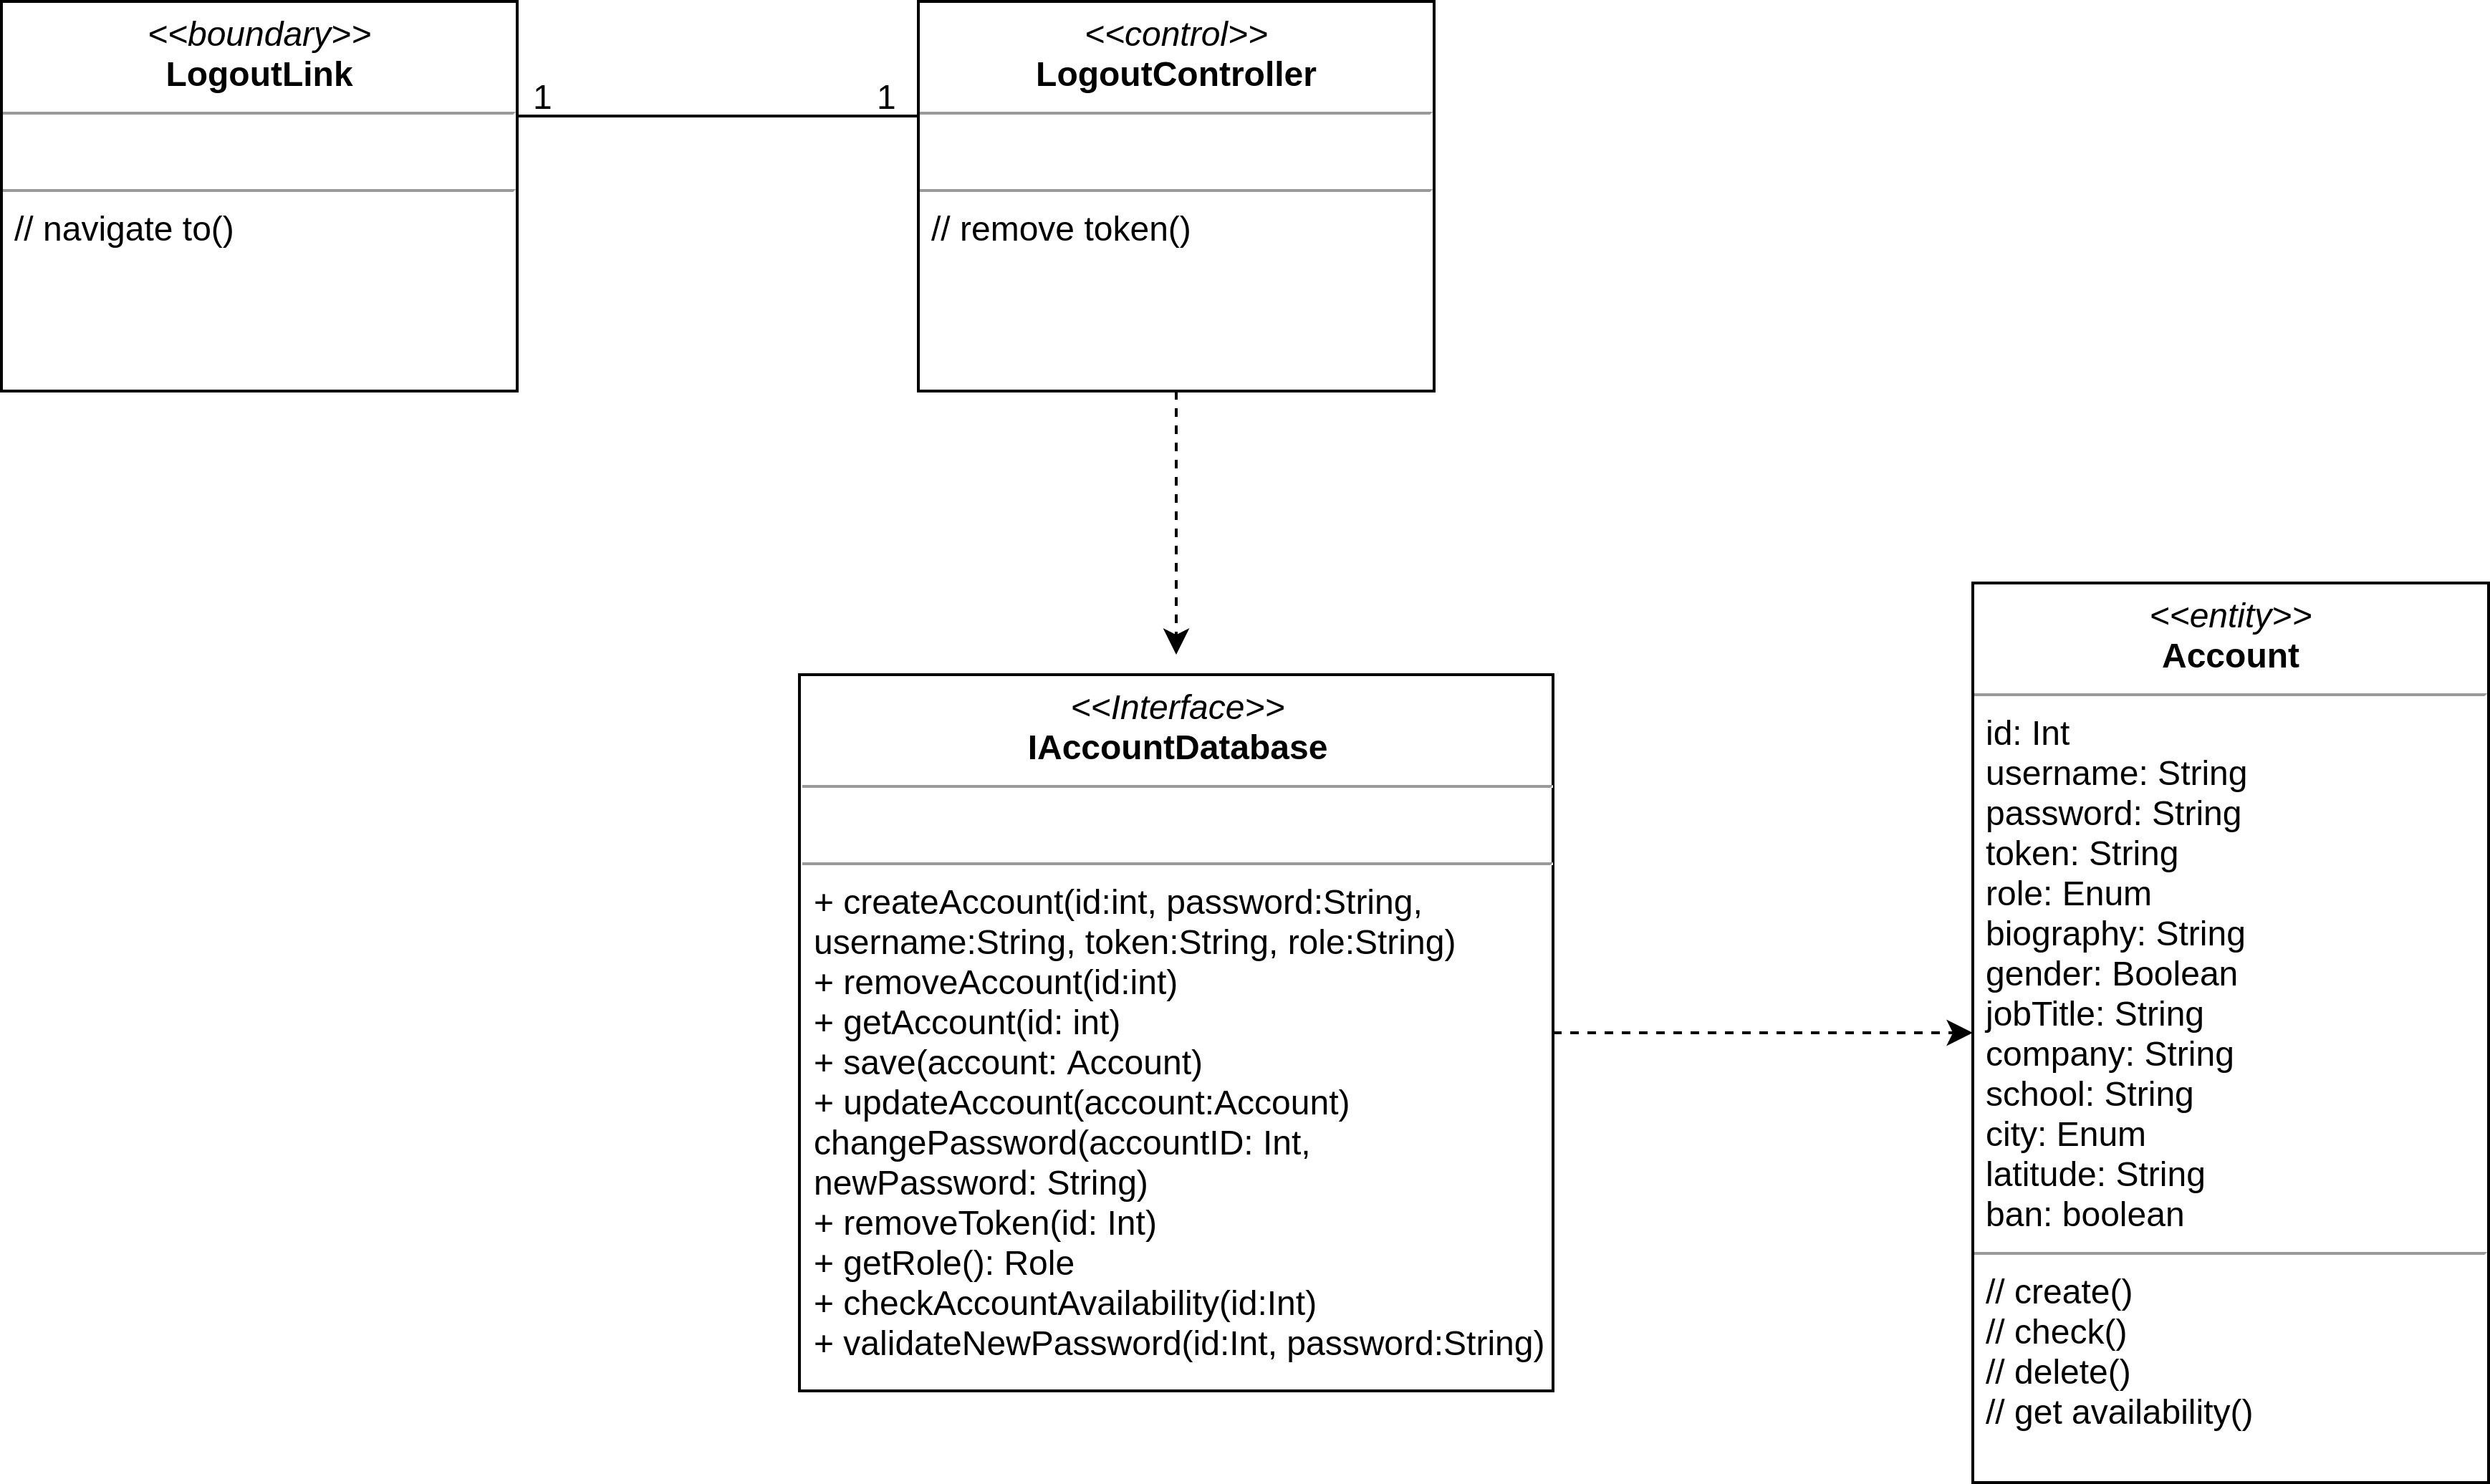 <<boundary>>
LogoutLink
// navigate to()
1
1
<<control>>
LogoutController
// remove token()
<<Interface>>
IAccountDatabase
+ createAccount(id:int, password:String,
username:String, token:String, role:String)
+ removeAccount(id:int)
+ getAccount(id: int)
+ save(account: Account)
+ updateAccount(account:Account)
changePassword(accountID: Int,
newPassword: String)
+ removeToken(id: Int)
+ getRole(): Role
+ checkAccountAvailability(id:Int)
+ validateNewPassword(id:Int, password:String)
<<entity>>
Account
id: Int
username: String
password: String
token: String
role: Enum
biography: String
gender: Boolean
jobTitle: String
company: String
school: String
city: Enum
latitude: String
ban: boolean
// create()
// check()
// delete()
// get availability()